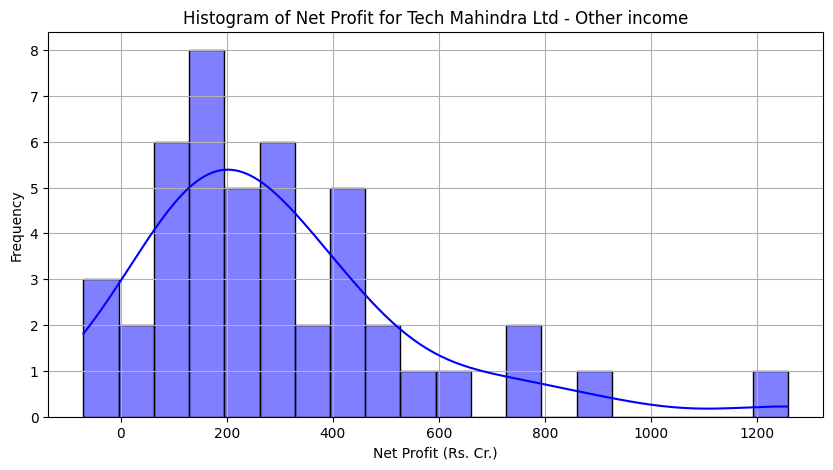 Histogram of Net Profit for Tech Mahindra Ltd - Other income
8
7
6
5
4
3
2
1
0
Frequency
0 200 400 600 800 1000 1200
Net Profit (Rs. Cr.)